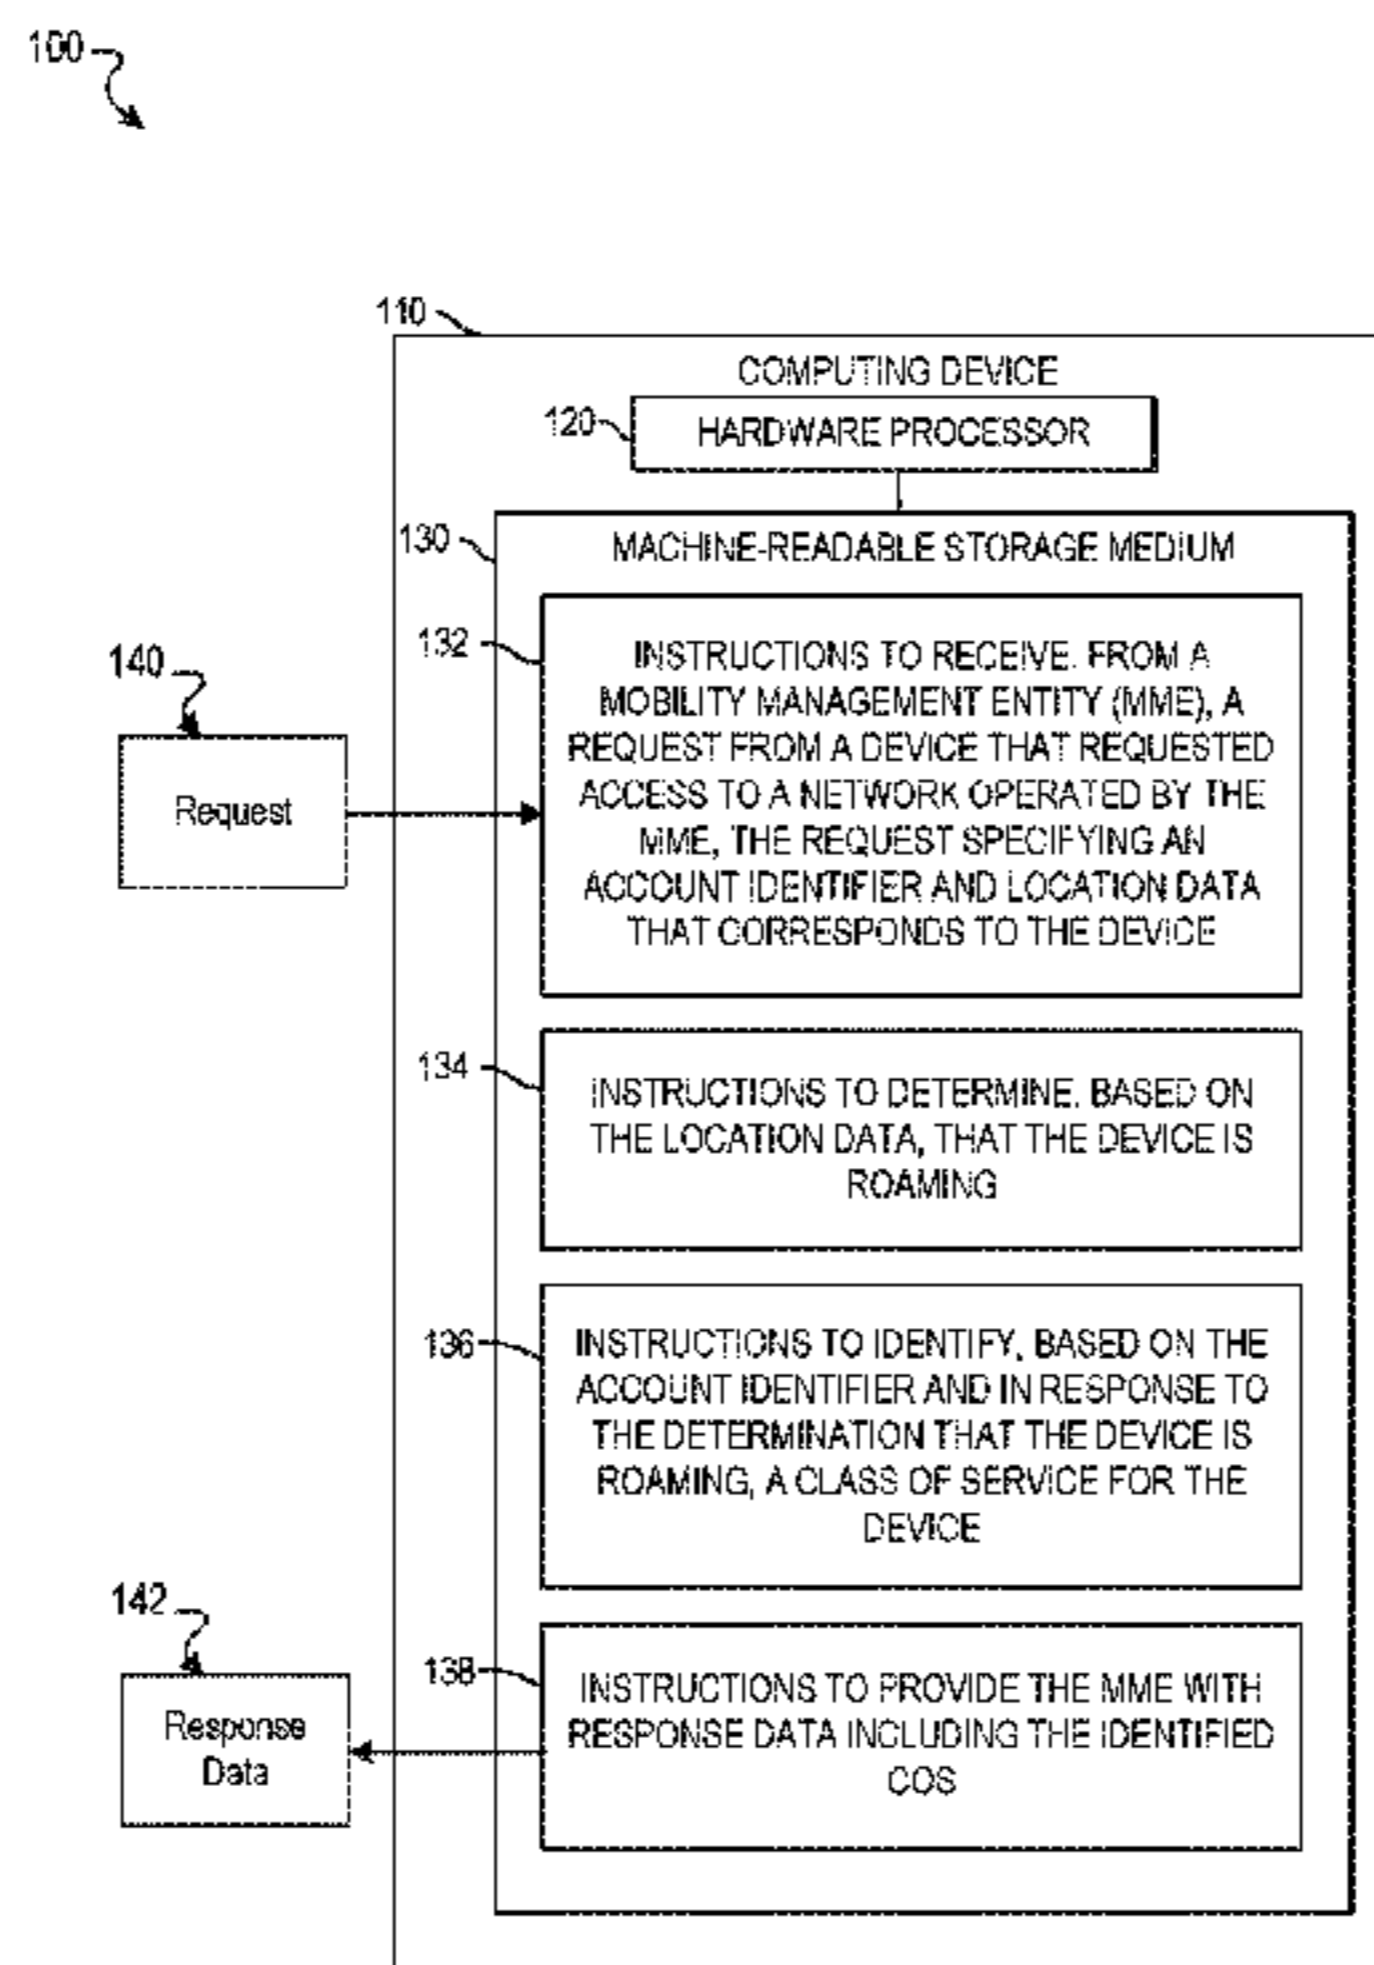 100
110
COMPUTING DEVICE
120
HARDWARE PROCESSOR
130
MACHINE-READABLE STORAGE MEDIUM
132
INSTRUCTIONS TO RECEIVE, FROM A
MOBILITY MANAGEMENT ENTITY (MME), A
REQUEST FROM A DEVICE THAT REQUESTED
ACCESS TO A NETWORK OPERATED BY THE
MME, THE REQUEST SPECIFYING AN
ACCOUNT IDENTIFIER AND LOCATION DATA
THAT CORRESPONDS TO THE DEVICE
140
Request
134
INSTRUCTIONS TO DETERMINE, BASED ON
THE LOCATION DATA, THAT THE DEVICE IS
ROAMING
136
INSTRUCTIONS TO IDENTIFY, BASED ON THE
ACCOUNT IDENTIFIER AND IN RESPONSE TO
THE DETERMINATION THAT THE DEVICE IS
ROAMING, A CLASS OF SERVICE FOR THE
DEVICE
138
INSTRUCTIONS TO PROVIDE THE MME WITH
RESPONSE DATA INCLUDING THE IDENTIFIED
COS
142
Response
Data